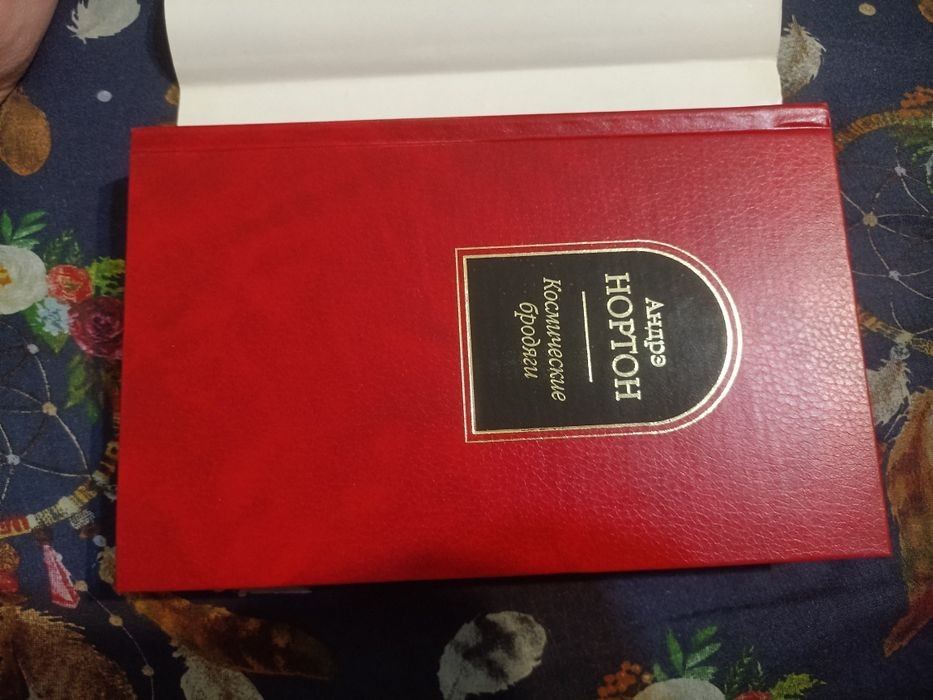 Андрэ
НОРТОН
Космические
бродяги